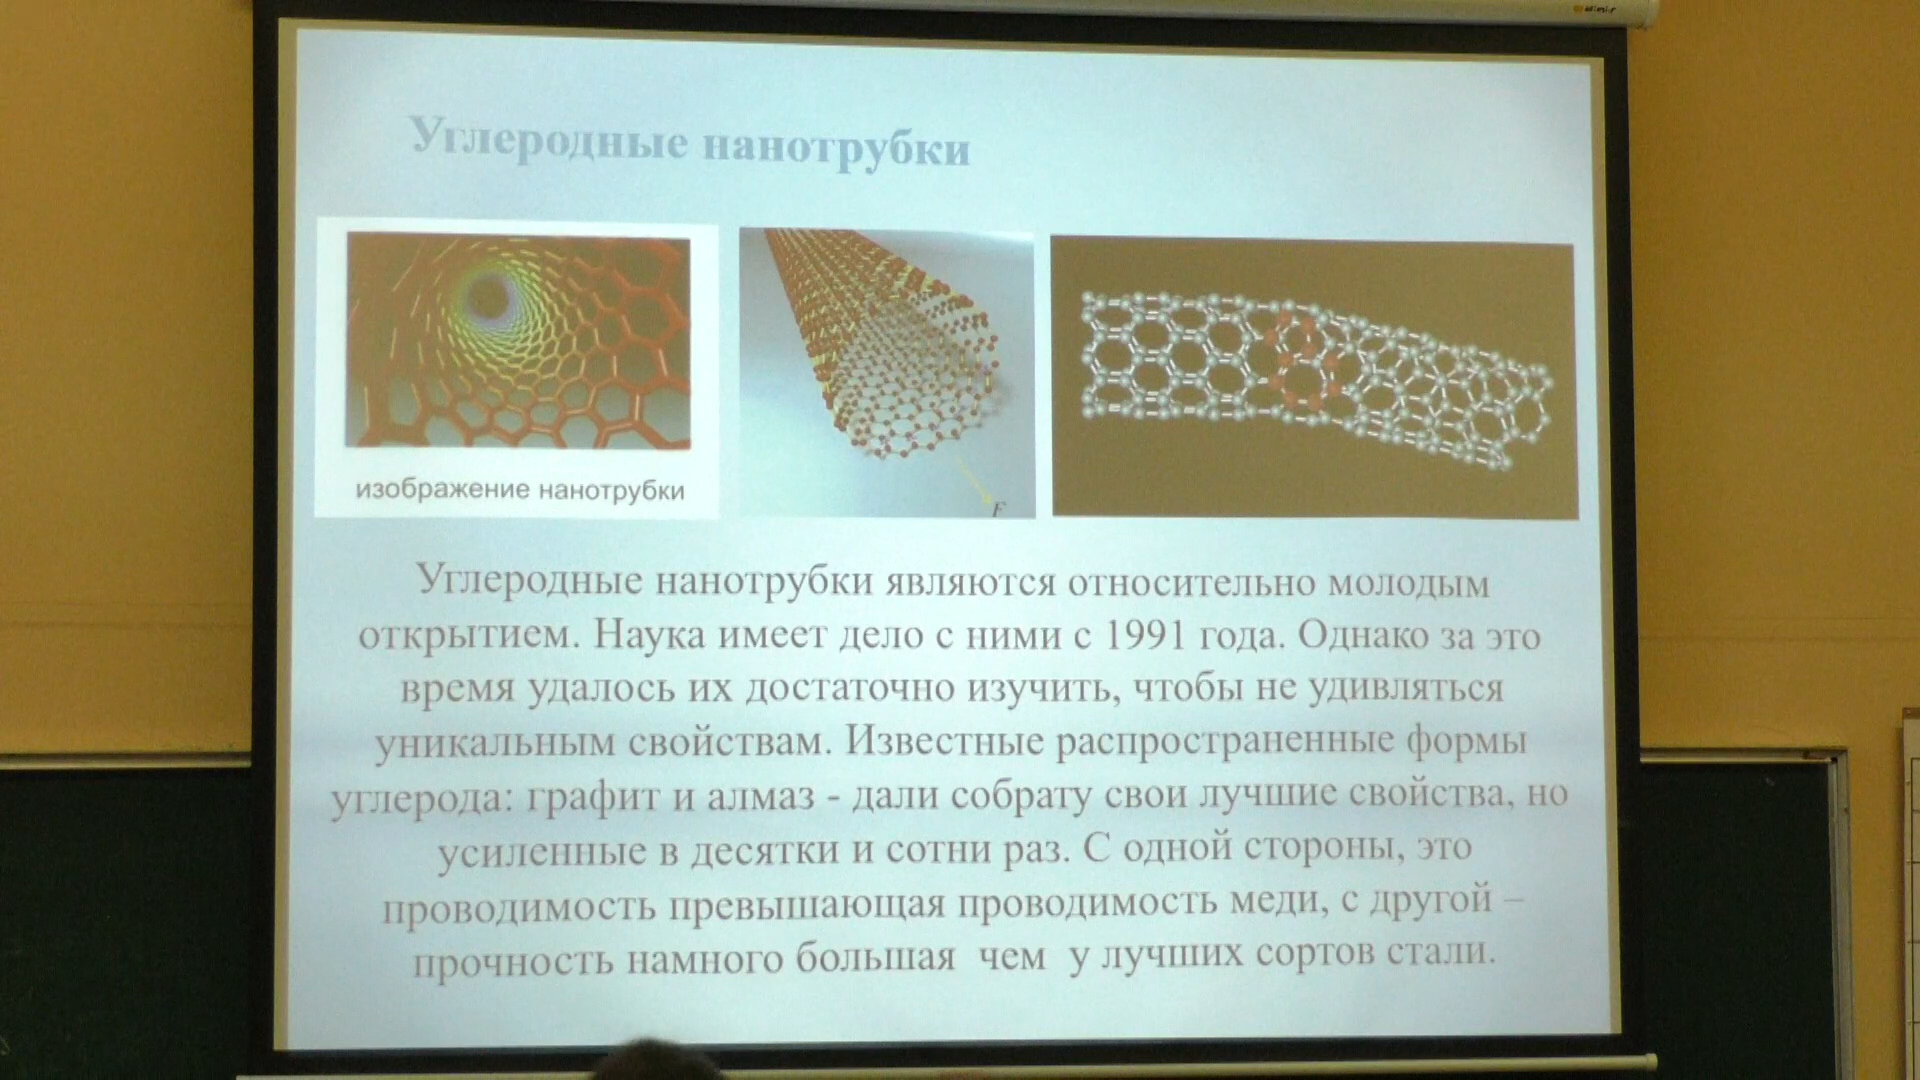 Углеродные нанотрубки
изображение нанотрубки
F
Углеродные нанотрубки являются относительно молодым
открытием. Наука имеет дело с ними с 1991 года. Однако за это
время удалось их достаточно изучить, чтобы не удивляться
уникальным свойствам. Известные распространенные формы
углерода: графит и алмаз - дали собрату свои лучшие свойства, но
усиленные в десятки и сотни раз. С одной стороны, это
проводимость превышающая проводимость меди, с другой –
прочность намного большая чем у лучших сортов стали.